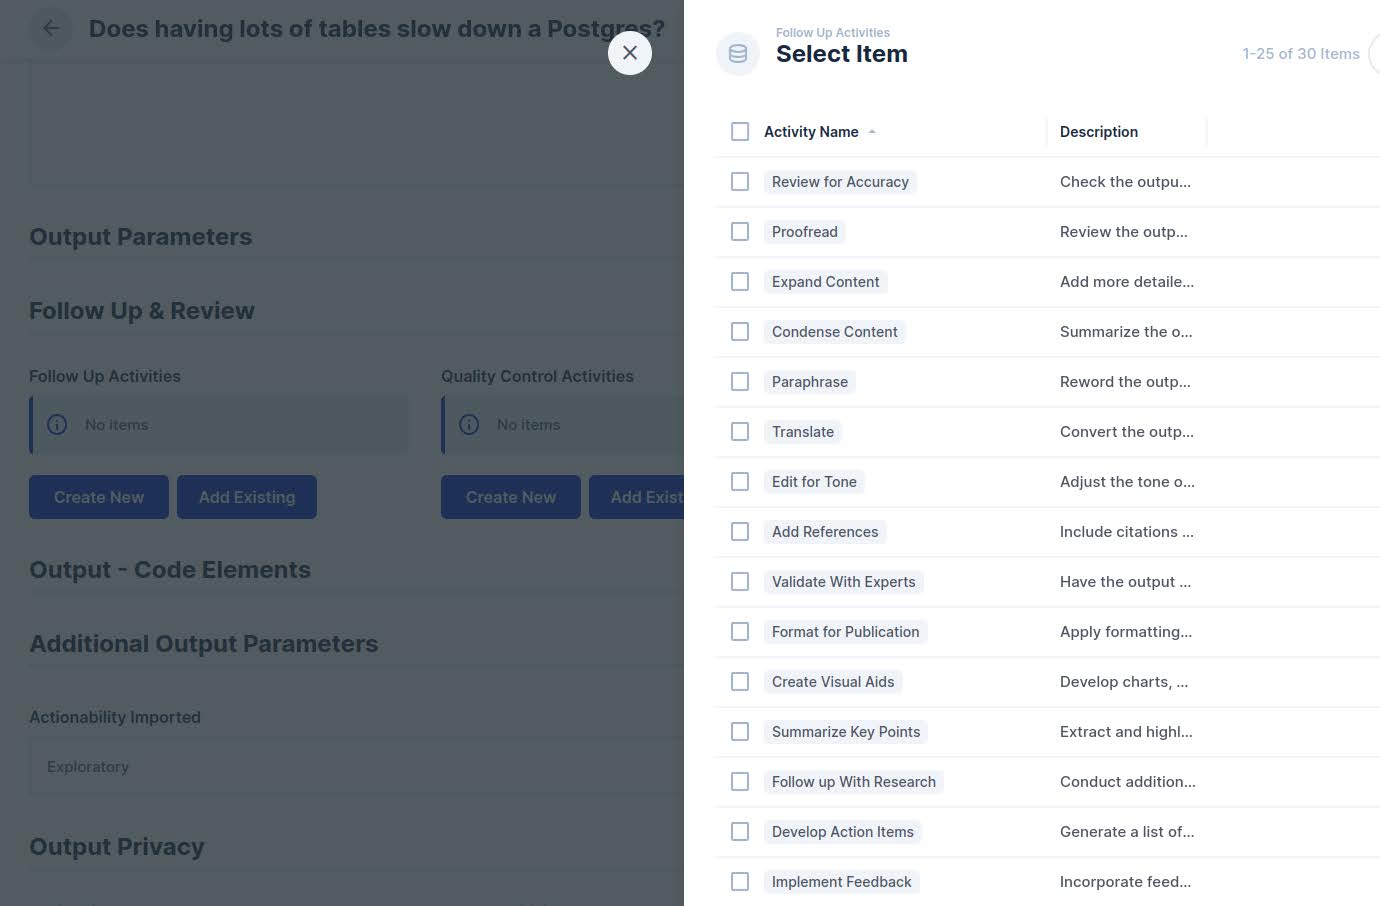 Does having lots of tables slow down a Postgres?
Output Parameters
Follow Up & Review
Follow Up Activities
Quality Control Activities
No items
No items
Create New
Add Existing
Create New
Add Exist
Output - Code Elements
Additional Output Parameters
Actionability Imported
Exploratory
Output Privacy
Follow Up Activities
Select Item
1-25 of 30 Items
Activity Name
Description
Review for Accuracy
Check the outpu...
Proofread
Review the outp...
Expand Content
Add more detaile...
Condense Content
Summarize the o...
Paraphrase
Reword the outp...
Translate
Convert the outp...
Edit for Tone
Adjust the tone o...
Add References
Include citations ...
Validate With Experts
Have the output ...
Format for Publication
Apply formatting...
Create Visual Aids
Develop charts, ...
Summarize Key Points
Extract and highl...
Follow up With Research
Conduct addition...
Develop Action Items
Generate a list of...
Implement Feedback
Incorporate feed...